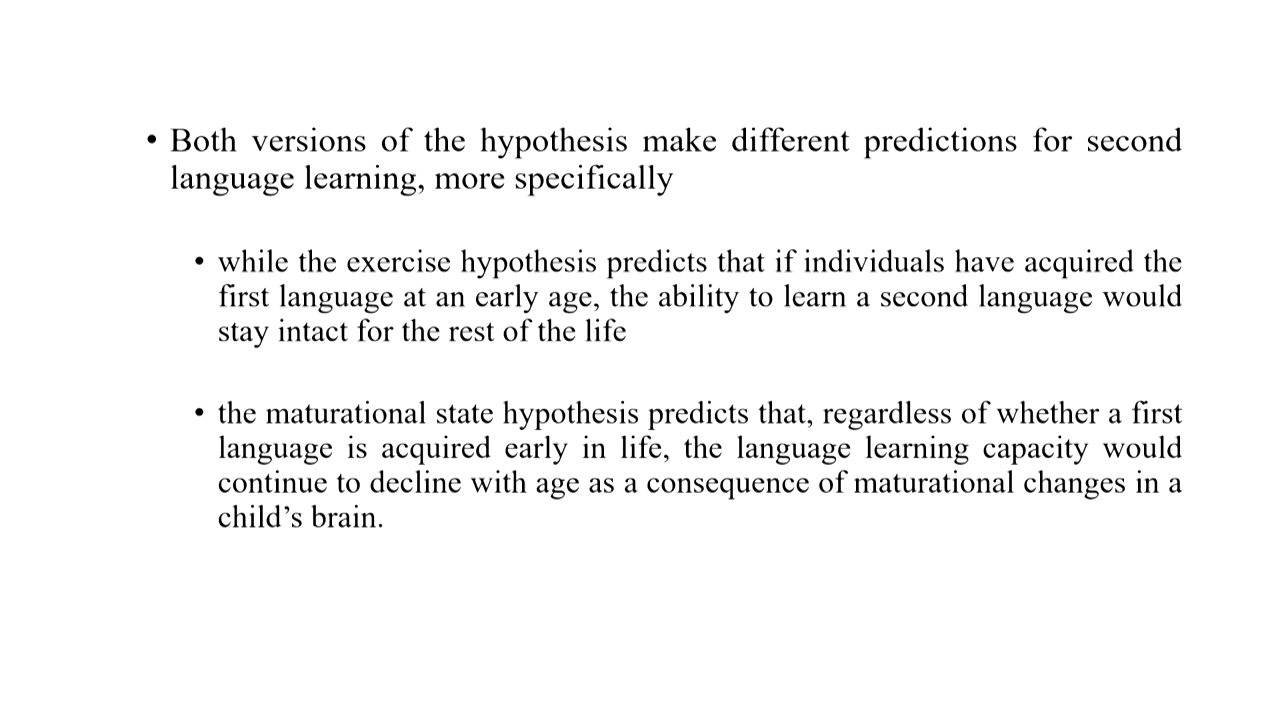 • Both versions of the hypothesis make different predictions for second
language learning, more specifically
• while the exercise hypothesis predicts that if individuals have acquired the
first language at an early age, the ability to learn a second language would
stay intact for the rest of the life
• the maturational state hypothesis predicts that, regardless of whether a first
language is acquired early in life, the language learning capacity would
continue to decline with age as a consequence of maturational changes in a
child’s brain.